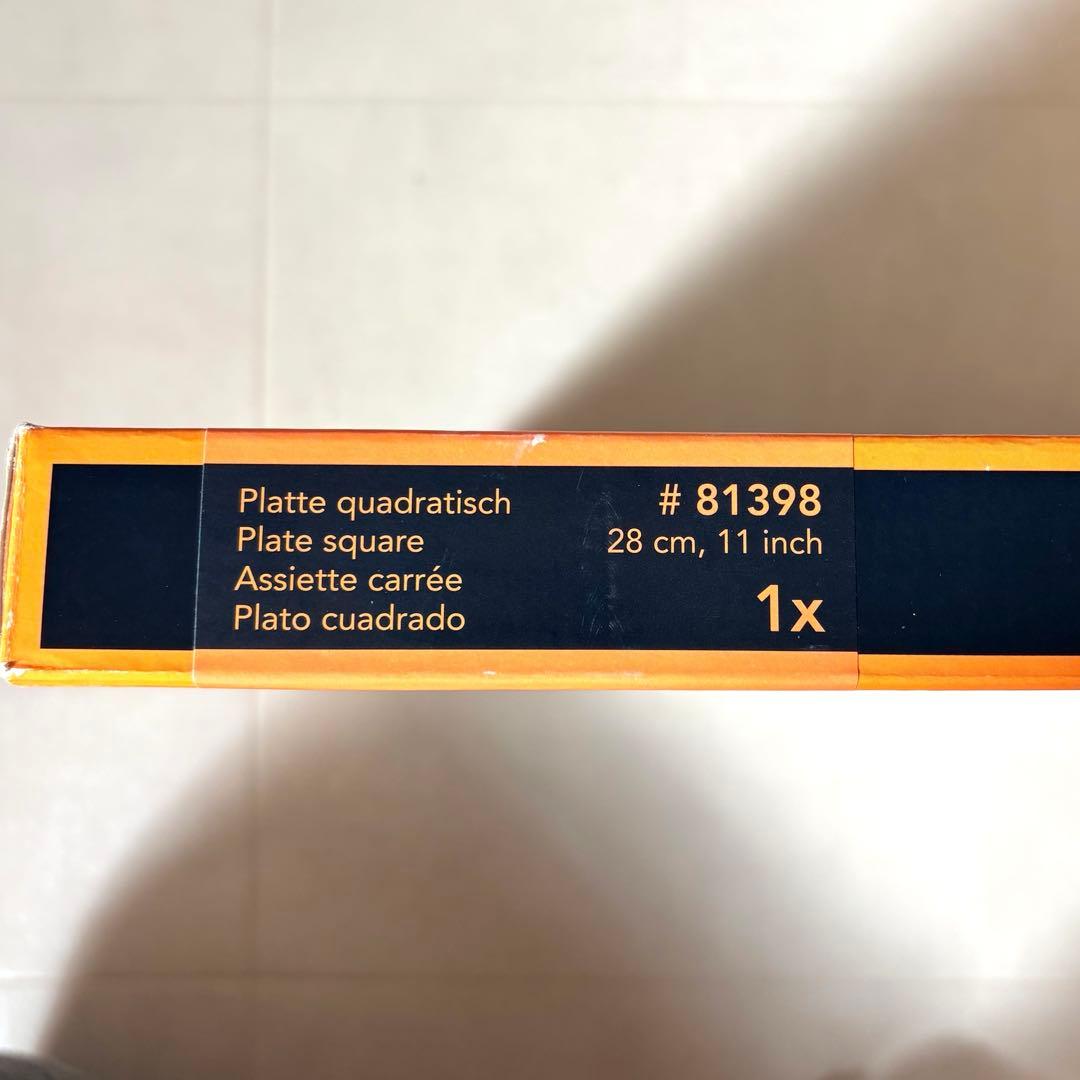 Platte quadratisch
Plate square
Assiette carrée
Plato cuadrado
# 81398
28 cm, 11 inch
1x